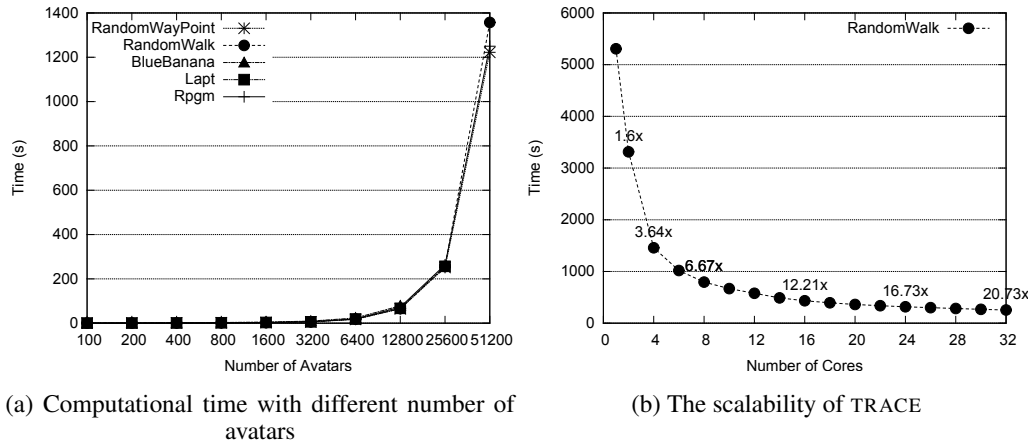 RandomWayPoint
RandomWalk
BlueBanana
Lapt
Rpgm
1400
1200
1000
800
600
400
200
0
Time (s)
100 200 400 800 1600 3200 6400 12800 25600 51200
Number of Avatars
(a) Computational time with different number of
avatars
RandomWalk
6000
5000
4000
3000
2000
1000
0
Time (s)
1.6x
3.64x
6.67x
12.21x
16.73x
20.73x
0 4 8 12 16 20 24 28 32
Number of Cores
(b) The scalability of TRACE